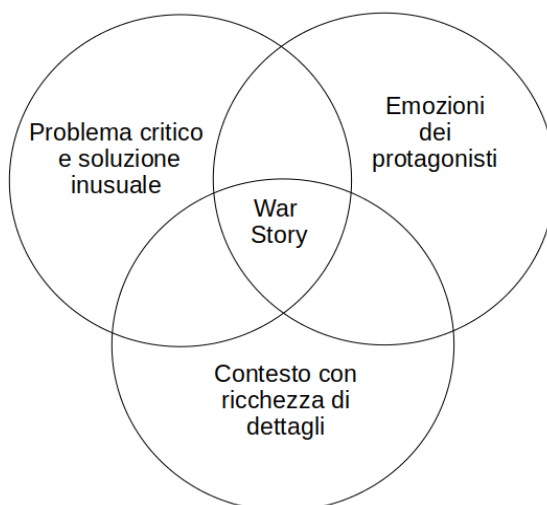 Problema critico
e soluzione
inusuale
Emozioni
dei
protagonisti
War
Story
Contesto con
ricchezza di
dettagli